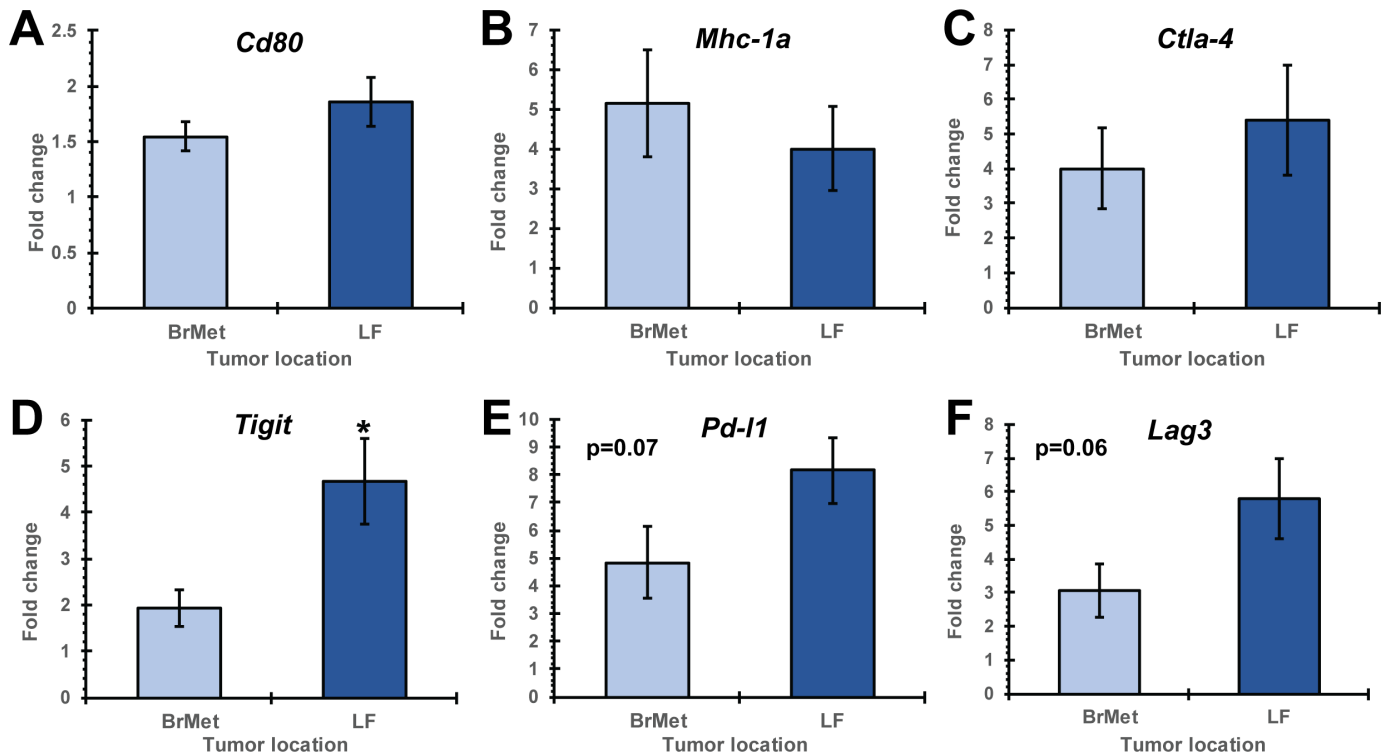 A
Cd80
2.5
2
1.5
1
0.5
0
Fold change
BrMet LF
Tumor location
B
Mhc-1a
7
6
5
4
3
2
1
0
Fold change
BrMet LF
Tumor location
C
Ctla-4
8
7
6
5
4
3
2
1
0
Fold change
BrMet LF
Tumor location
D
Tigit
*
6
5
4
3
2
1
0
Fold change
BrMet LF
Tumor location
E
Pd-l1
p=0.07
10
9
8
7
6
5
4
3
2
1
0
Fold change
BrMet LF
Tumor location
F
Lag3
p=0.06
8
7
6
5
4
3
2
1
0
Fold change
BrMet LF
Tumor location